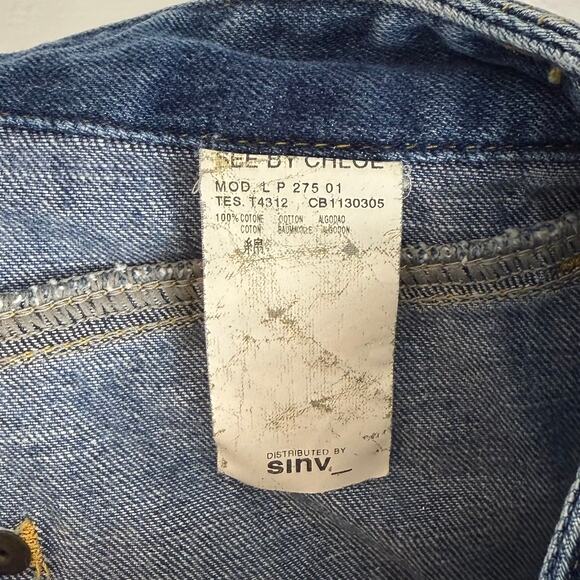 SEE BY CHLOE
MOD. L P 275 01
TES. T4312 CB1130305
100% COTONE COTTON ALGODAO
COTON BAUMWOLLE ALGODON
綿
DISTRIBUTED BY
sinv_